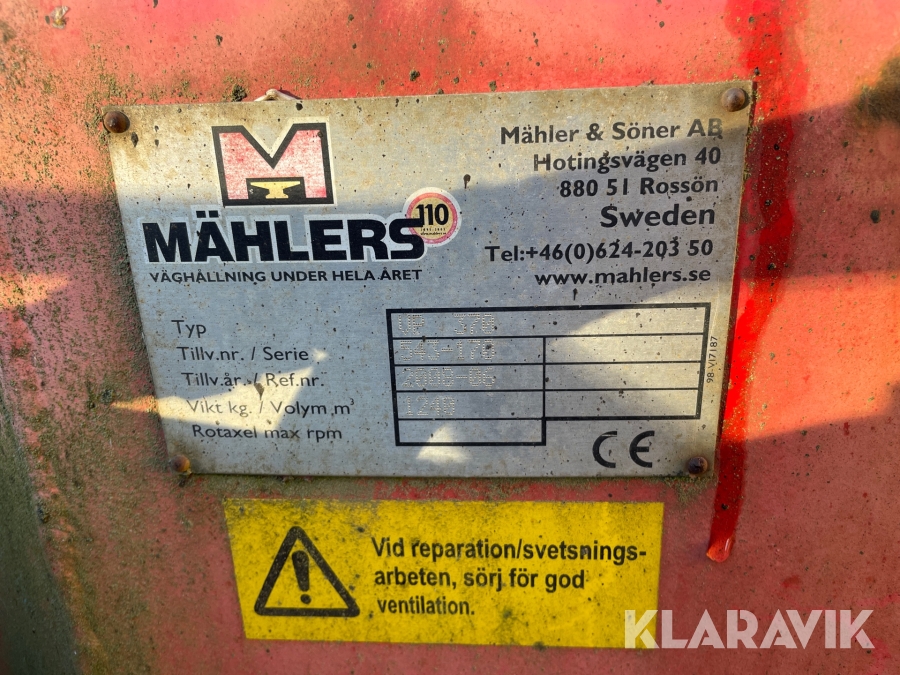 MÄHLERS
110
VÄGHÅLLNING UNDER HELA ÅRET
Mähler & Söner AB
Hotingsvägen 40
880 51 Rossön
Sweden
Tel:+46(0)624-203 50
www.mahlers.se
Typ
Tillv.nr. / Serie
Tillv.år. / Ref.nr.
Vikt kg. / Volym m³
Rotaxel max rpm
98-V17187
CE
Vid reparation/svetsnings-
arbeten, sörj för god
ventilation.
KLARAVIK